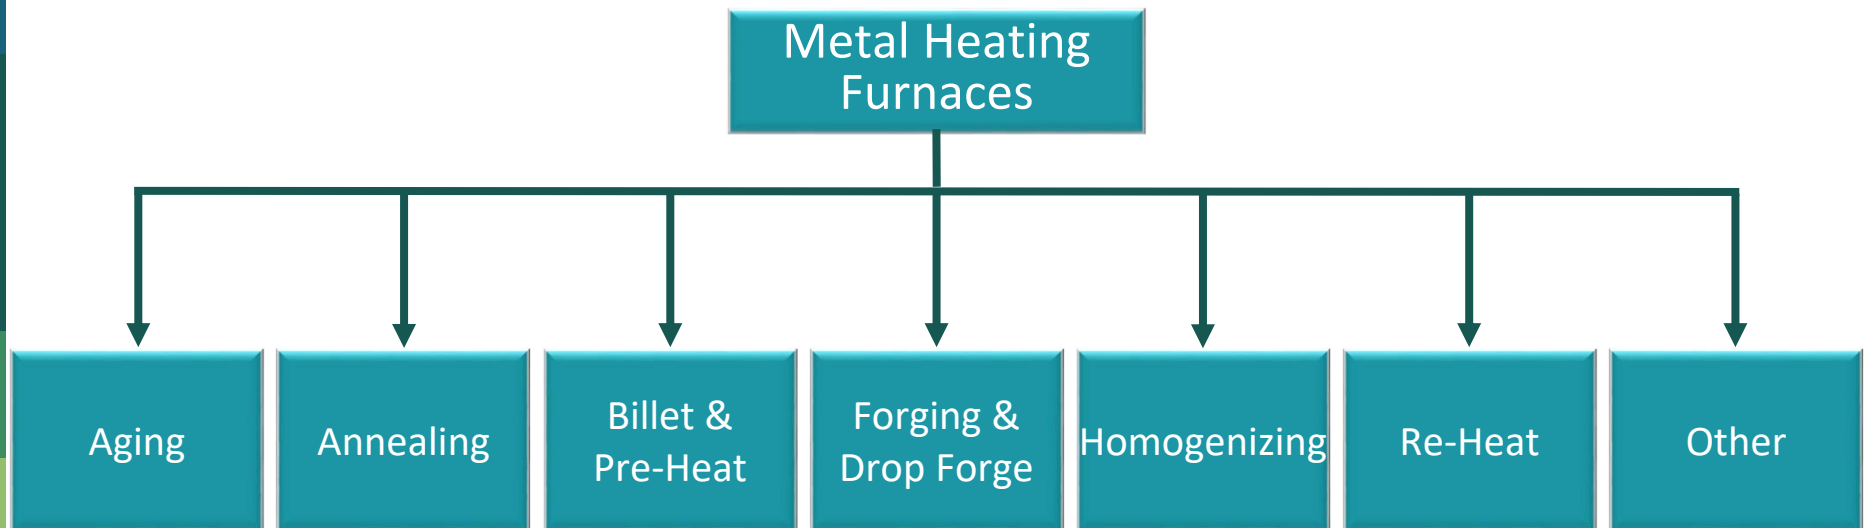 Metal Heating
Furnaces
Aging
Annealing
Billet &
Pre-Heat
Forging &
Drop Forge
Homogenizing
Re-Heat
Other